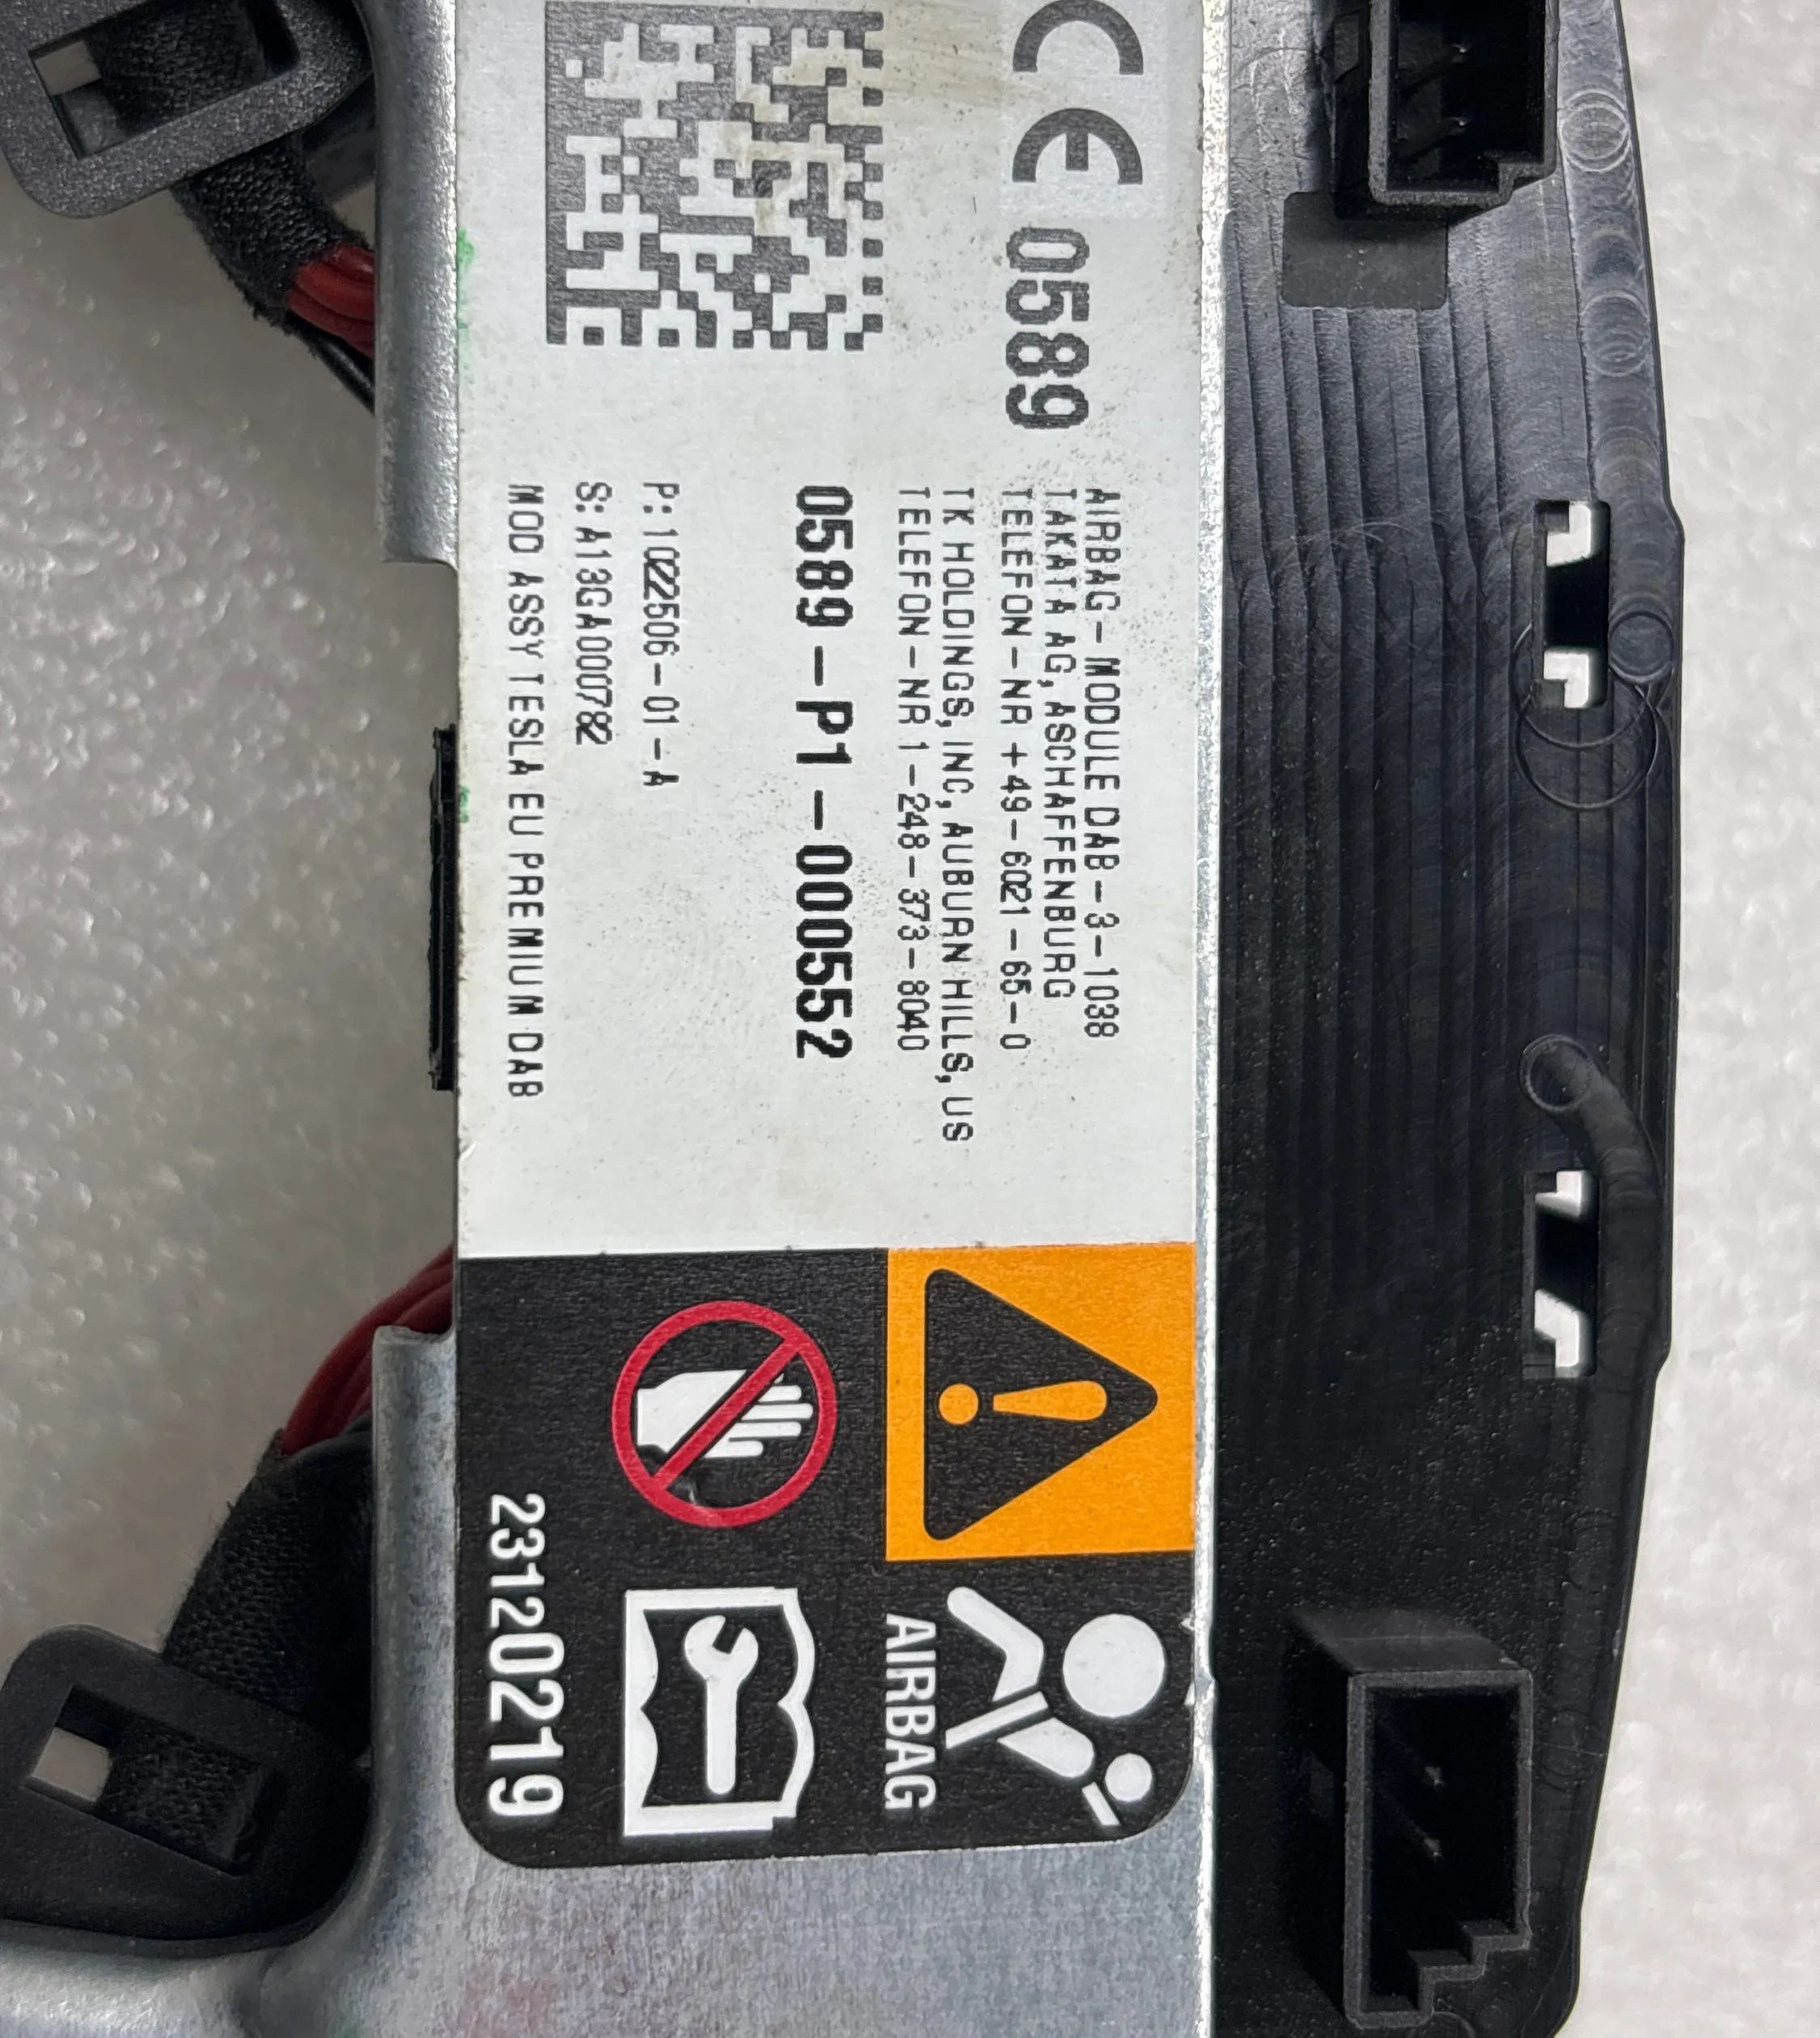 CE 0589
AIRBAG-MODULE DAB-3-1038
TAKATA AG, ASCHAFFENBURG
TELEFON-NR +49-6021-65-0
TK HOLDINGS, INC, AUBURN HILLS, US
TELEFON-NR 1-248-373-8040
0589-P1-000552
P: 1022506-01-A
S: A13GA000782
MOD ASSY TESLA EU PREMIUM DAB
AIRBAG
23120219